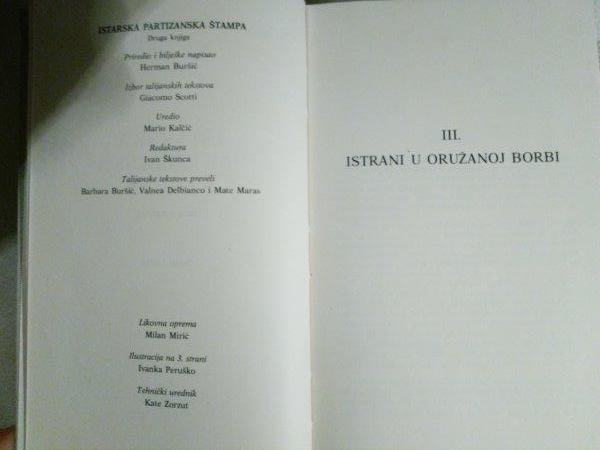 ISTARSKA PARTIZANSKA ŠTAMPA
Druga knjiga
Priredio i bilješke napisao
Herman Buršić
Izbor talijanskih tekstova
Giacomo Scotti
Uredio
Mario Kalčić
Redaktura
Ivan Škunca
Talijanske tekstove preveli
Barbara Buršić, Valnea Delbianco i Mate Maras
Likovna oprema
Milan Mirić
Ilustracija na 3. strani
Ivanka Peruško
Tehnički urednik
Kate Zorzut
III.
ISTRANI U ORUŽANOJ BORBI